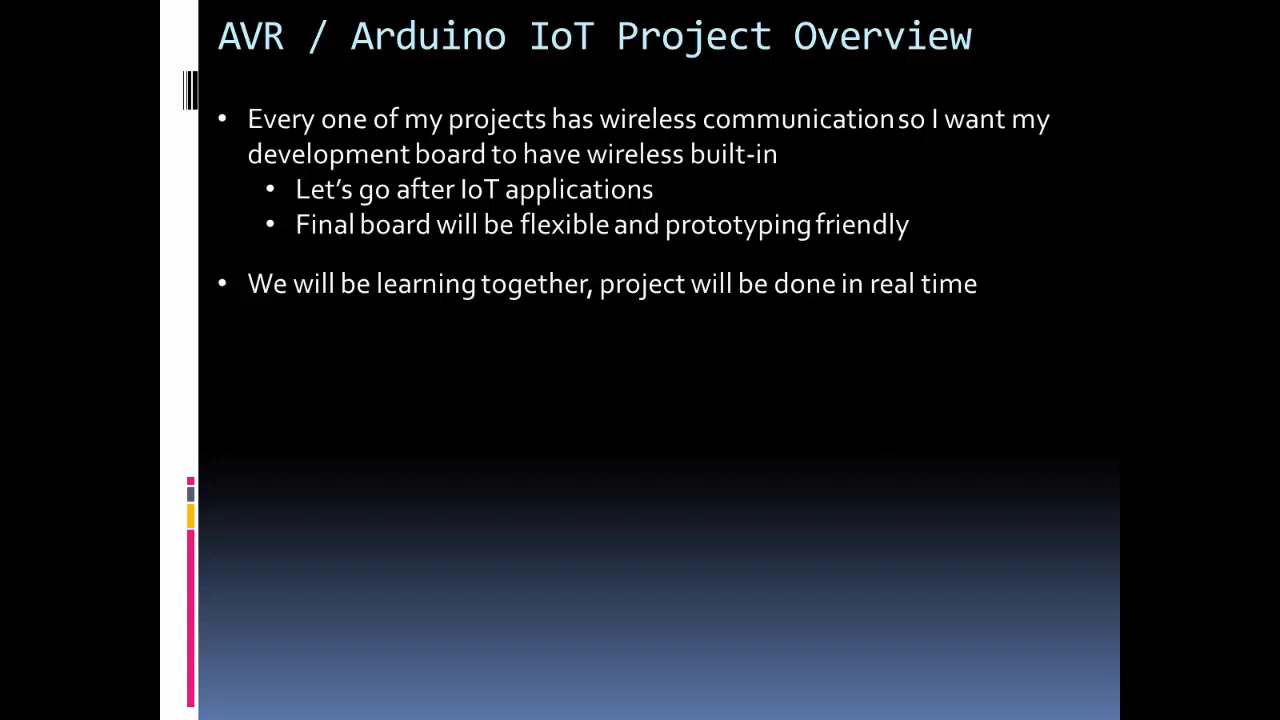 AVR / Arduino IoT Project Overview
• Every one of my projects has wireless communication so I want my
development board to have wireless built-in
• Let's go after IoT applications
• Final board will be flexible and prototyping friendly
• We will be learning together, project will be done in real time